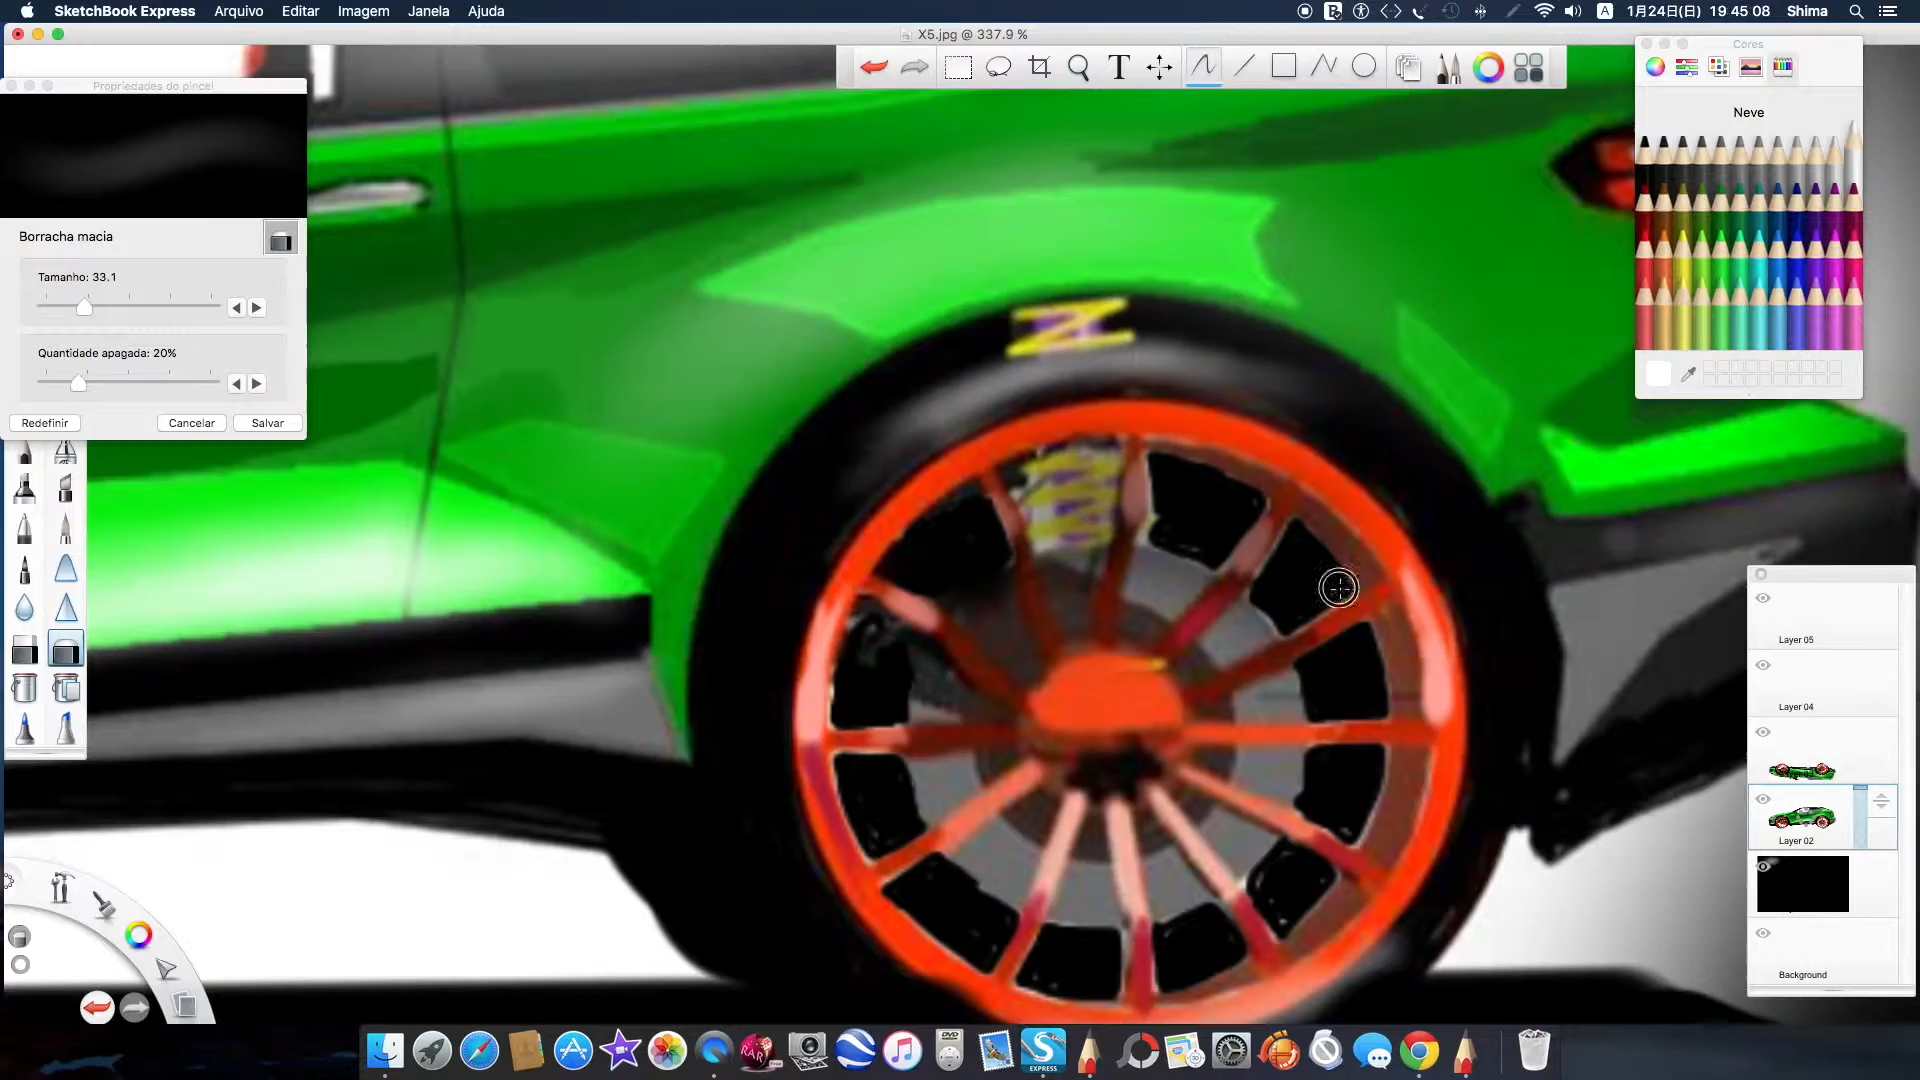 SketchBook Express Arquivo Editar Imagem Janela Ajuda A 1月24日(日) 19 45 08 Shima
X5.jpg @ 337.9 %
Cores
Propriedades do pincel
T
Neve
Borracha macia
Tamanho: 33.1
Quantidade apagada: 20%
Redefinir Cancelar Salvar
Z
Layer 05
Layer 04
Layer 02
Background
RAR
S
EXPRESS